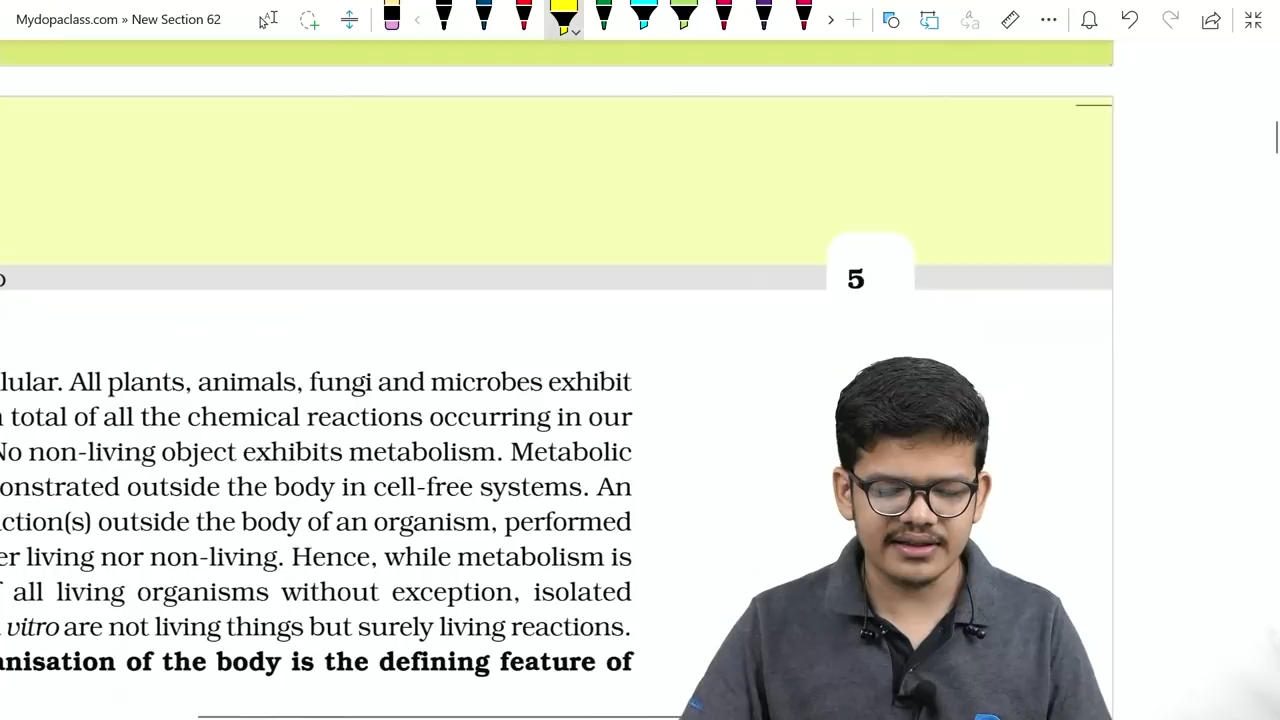 Mydopaclass.com » New Section 62
5
lular. All plants, animals, fungi and microbes exhibit
total of all the chemical reactions occurring in our
No non-living object exhibits metabolism. Metabolic
onstrated outside the body in cell-free systems. An
ction(s) outside the body of an organism, performed
er living nor non-living. Hence, while metabolism is
all living organisms without exception, isolated
vitro are not living things but surely living reactions.
anisation of the body is the defining feature of